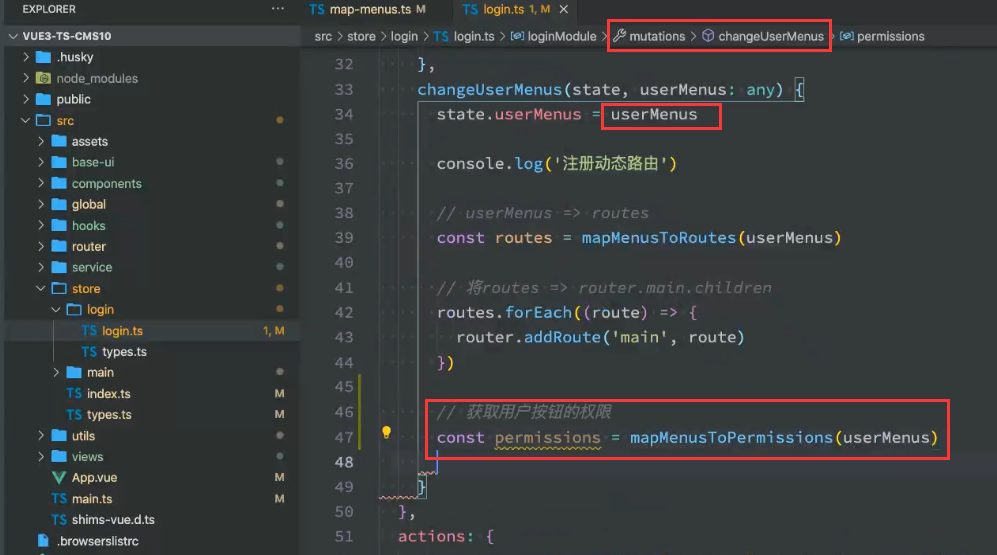 EXPLORER
···
TS map-menus.ts M
TS login.ts 1, M ×
VUE3-TS-CMS10
src > store > login > TS login.ts > loginModule > mutations > changeUserMenus > permissions
.husky
node_modules
public
src
assets
base-ui
components
global
hooks
router
service
store
login
TS login.ts 1, M
TS types.ts
main
TS index.ts M
TS types.ts M
utils
views
App.vue M
TS main.ts M
TS shims-vue.d.ts
.browserslistrc
32 },
33 changeUserMenus(state, userMenus: any) {
34 state.userMenus = userMenus
35
36 console.log('注册动态路由')
37
38 // userMenus => routes
39 const routes = mapMenusToRoutes(userMenus)
40
41 // 将routes => router.main.children
42 routes.forEach((route) => {
43 router.addRoute('main', route)
44 })
45
46 // 获取用户按钮的权限
47 const permissions = mapMenusToPermissions(userMenus)
48
49 }
50 },
51 actions: {